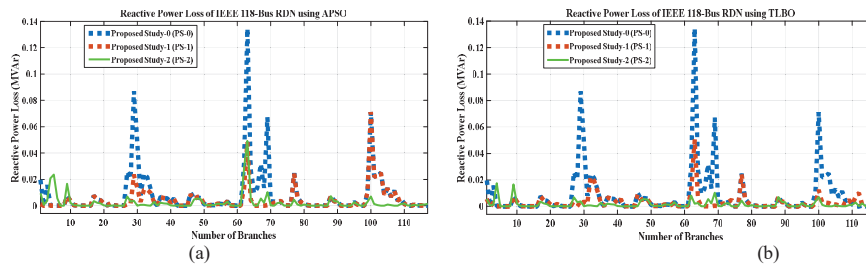 Reactive Power Loss of IEEE 118-Bus RDN using APSO
0.14
0.12
0.1
0.08
0.06
0.04
0.02
0
Reactive Power Loss (MVAr)
Proposed Study-0 (PS-0)
Proposed Study-1 (PS-1)
Proposed Study-2 (PS-2)
10 20 30 40 50 60 70 80 90 100 110
Number of Branches
(a)
Reactive Power Loss of IEEE 118-Bus RDN using TLBO
0.14
0.12
0.1
0.08
0.06
0.04
0.02
0
Reactive Power Loss (MVAr)
Proposed Study-0 (PS-0)
Proposed Study-1 (PS-1)
Proposed Study-2 (PS-2)
10 20 30 40 50 60 70 80 90 100 110
Number of Branches
(b)